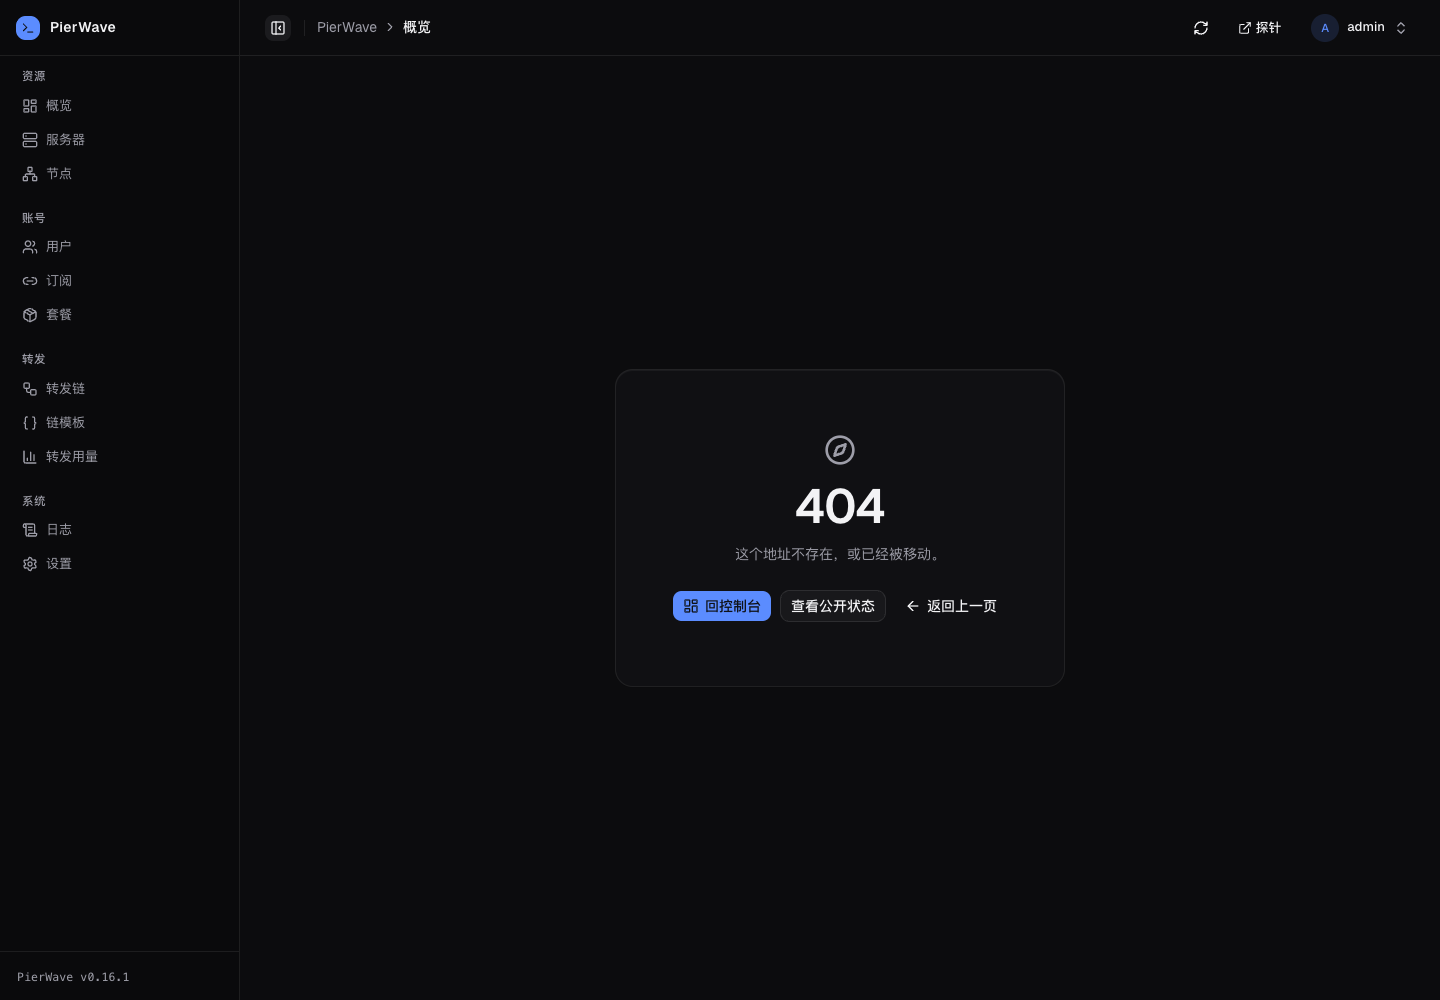 PierWave
PierWave > 概览
探针
A
admin
资源
概览
服务器
节点
账号
用户
订阅
套餐
转发
转发链
链模板
转发用量
系统
日志
设置
404
这个地址不存在，或已经被移动。
回控制台
查看公开状态
返回上一页
PierWave v0.16.1